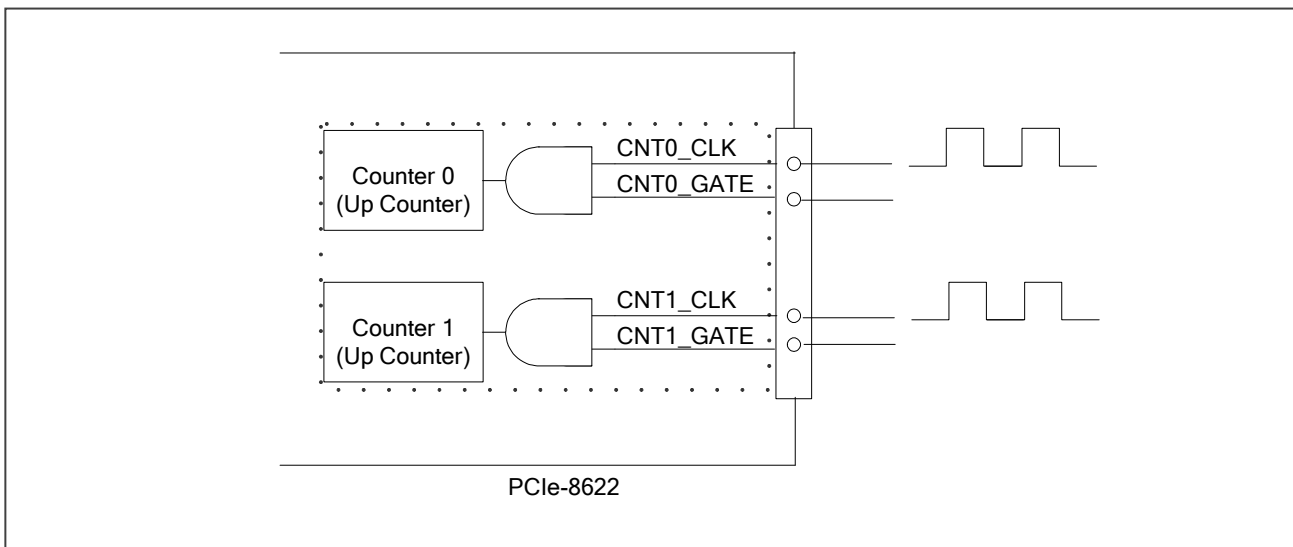 CNT0_CLK
Counter 0
CNT0_GATE
(Up Counter)
CNT1_CLK
Counter 1
CNT1_GATE
(Up Counter)
PCIe-8622